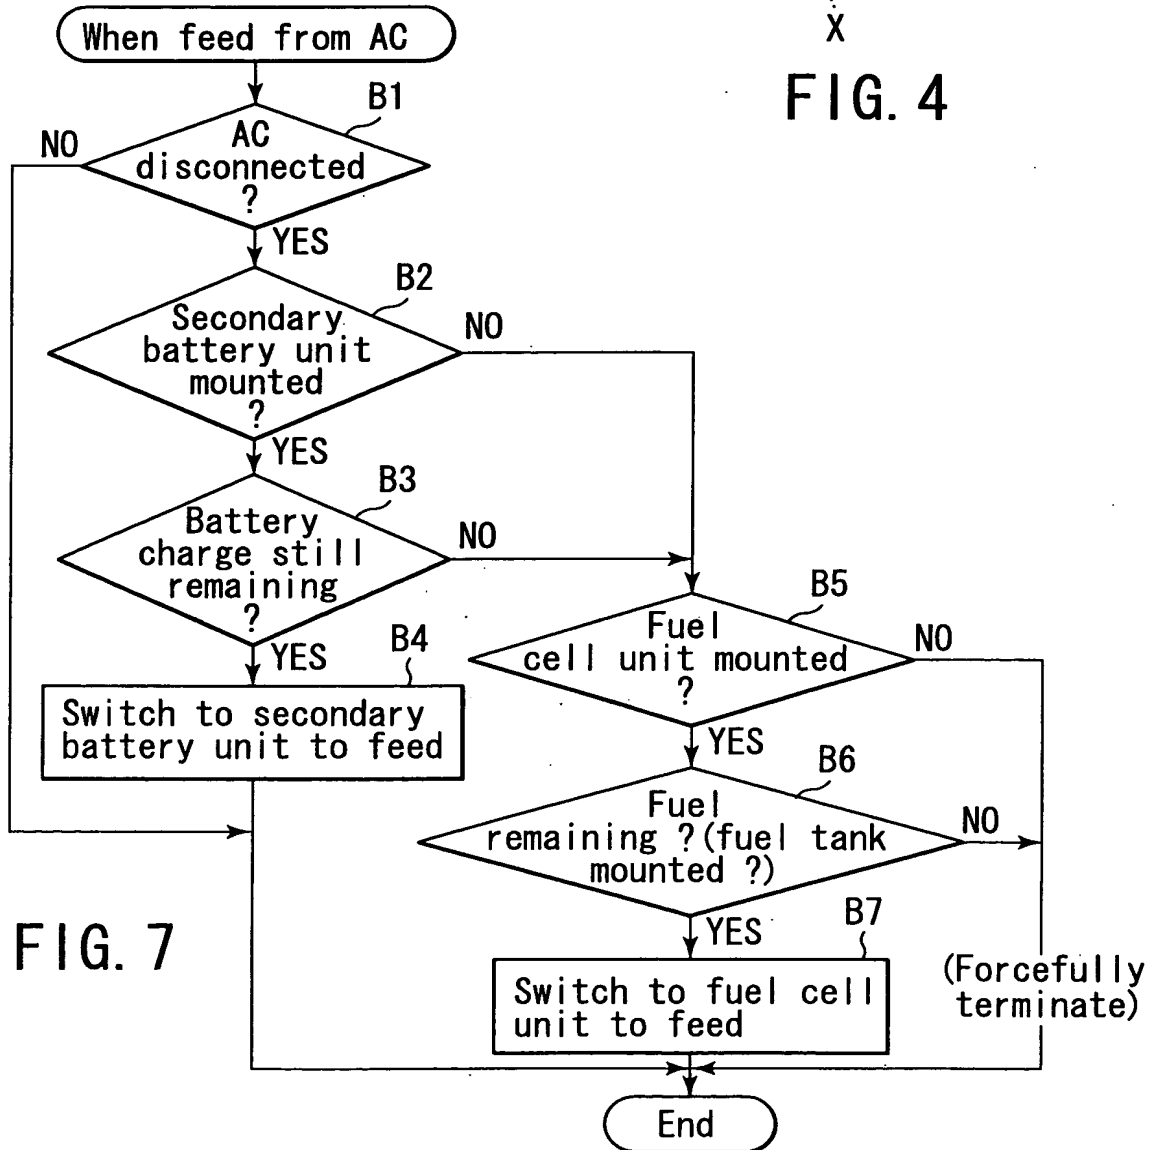 When feed from AC
X
FIG. 4
B1
AC
disconnected
?
NO
YES
B2
Secondary
battery unit
mounted
?
NO
YES
B3
Battery
charge still
remaining
?
NO
YES
B4
Switch to secondary
battery unit to feed
B5
Fuel
cell unit mounted
?
NO
YES
B6
Fuel
remaining ?(fuel tank
mounted ?)
NO
YES
B7
Switch to fuel cell
unit to feed
(Forcefully
terminate)
End
FIG. 7